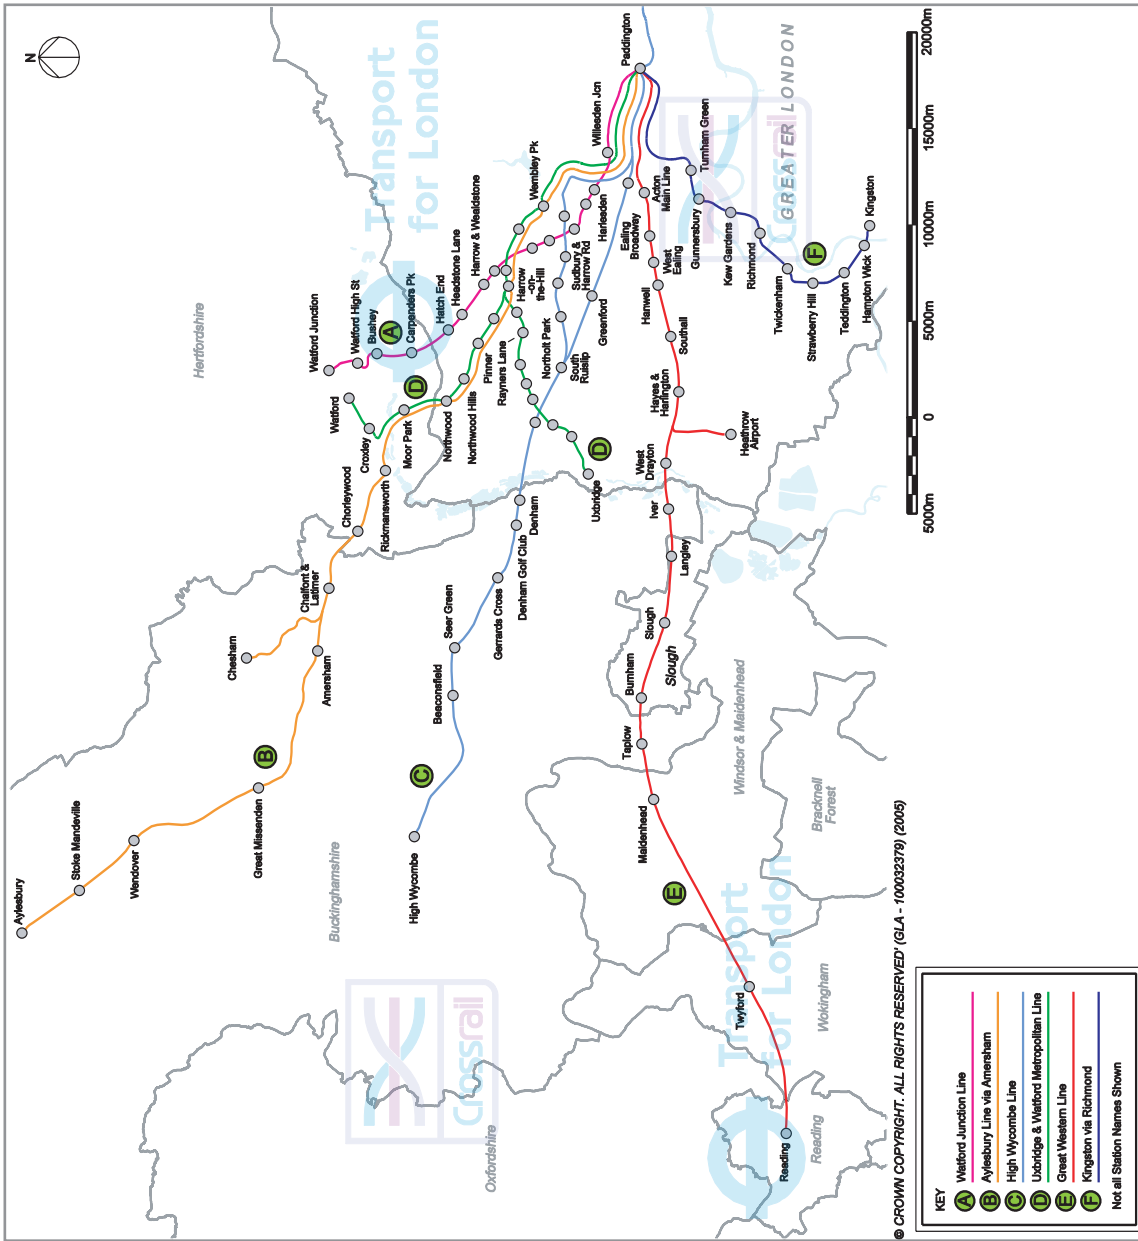 N
Transport
for London
Crossrail
Hertfordshire
GREATER LONDON
Buckinghamshire
Oxfordshire
Windsor & Maidenhead
Bracknell
Forest
Wokingham
Reading
Slough
Paddington
Willesden Jcn
Harlesden
Wembley Pk
Harrow & Wealdstone
Headstone Lane
Hatch End
Carpenders Pk
Bushey
Watford High St
Watford Junction
A
Aylesbury
Stoke Mandeville
Wendover
Great Missenden
B
Amersham
Chesham
Chalfont &
Latimer
Chorleywood
Rickmansworth
Watford
Croxley
Moor Park
D
Northwood
Northwood Hills
Pinner
Rayners Lane
Harrow
-on-
the-Hill
Uxbridge
D
High Wycombe
C
Beaconsfield
Seer Green
Gerrards Cross
Denham Golf Club
Denham
South
Ruislip
Northolt Park
Sudbury &
Harrow Rd
Greenford
Reading
Twyford
E
Maidenhead
Taplow
Burnham
Slough
Langley
Iver
West
Drayton
Heathrow
Airport
Hayes &
Harlington
Southall
Hanwell
West
Ealing
Ealing
Broadway
Acton
Main Line
Turnham Green
Gunnersbury
Kew Gardens
Richmond
Twickenham
Strawberry Hill
F
Teddington
Hampton Wick
Kingston
5000m
0
5000m
10000m
15000m
20000m
Transport
for London
Crossrail
© CROWN COPYRIGHT. ALL RIGHTS RESERVED' (GLA - 100032379) (2005)
KEY
A Watford Junction Line
B Aylesbury Line via Amersham
C High Wycombe Line
D Uxbridge & Watford Metropolitan Line
E Great Western Line
F Kingston via Richmond
Not all Station Names Shown